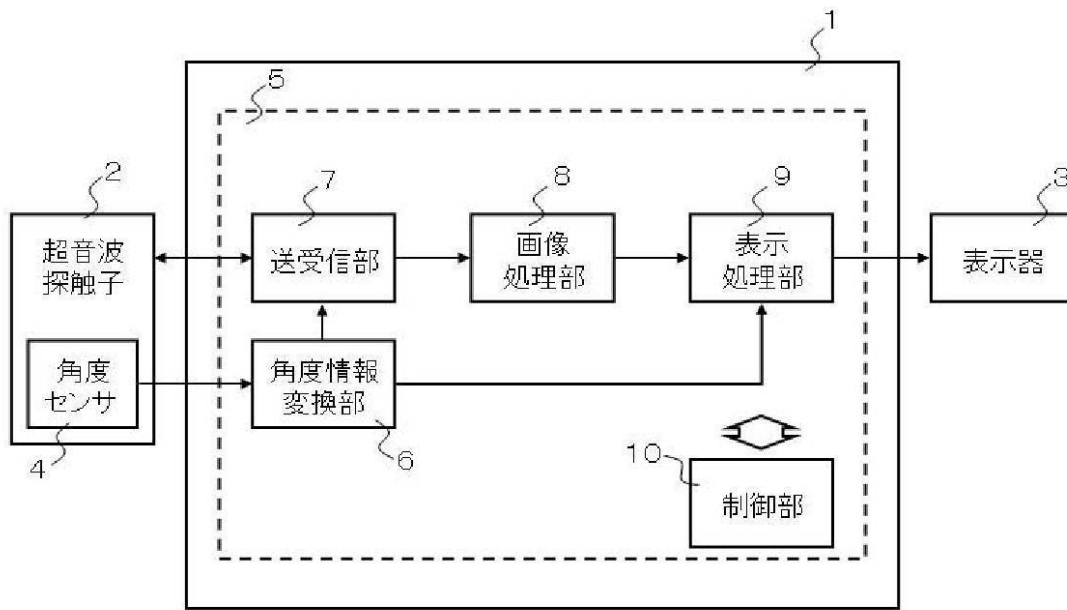 1
5
2
7
8
9
3
超音波
探触子
送受信部
画像
処理部
表示
処理部
表示器
角度
センサ
角度情報
変換部
4
6
10
制御部